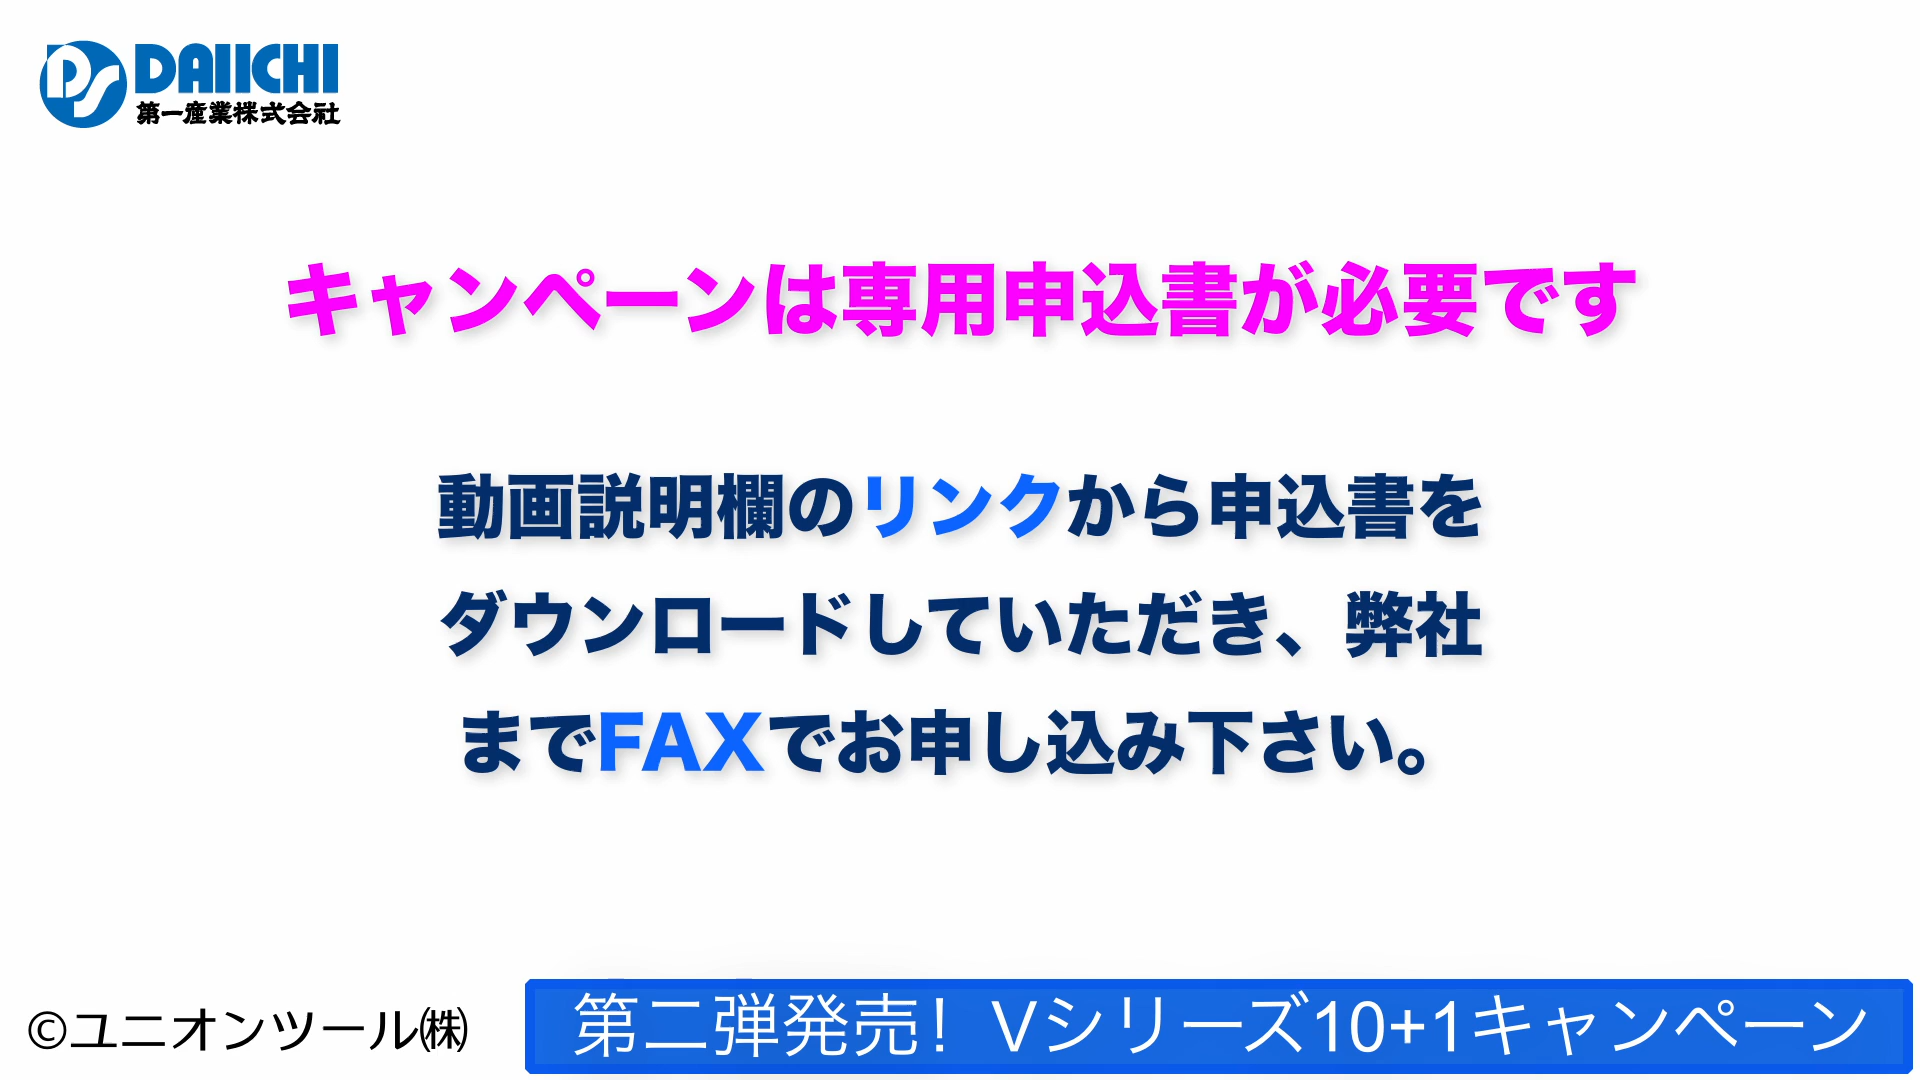 DAIICHI
第一産業株式会社
キャンペーンは専用申込書が必要です
動画説明欄のリンクから申込書を
ダウンロードしていただき、弊社
までFAXでお申し込み下さい。
©ユニオンツール㈱
第二弾発売！Vシリーズ10+1キャンペーン